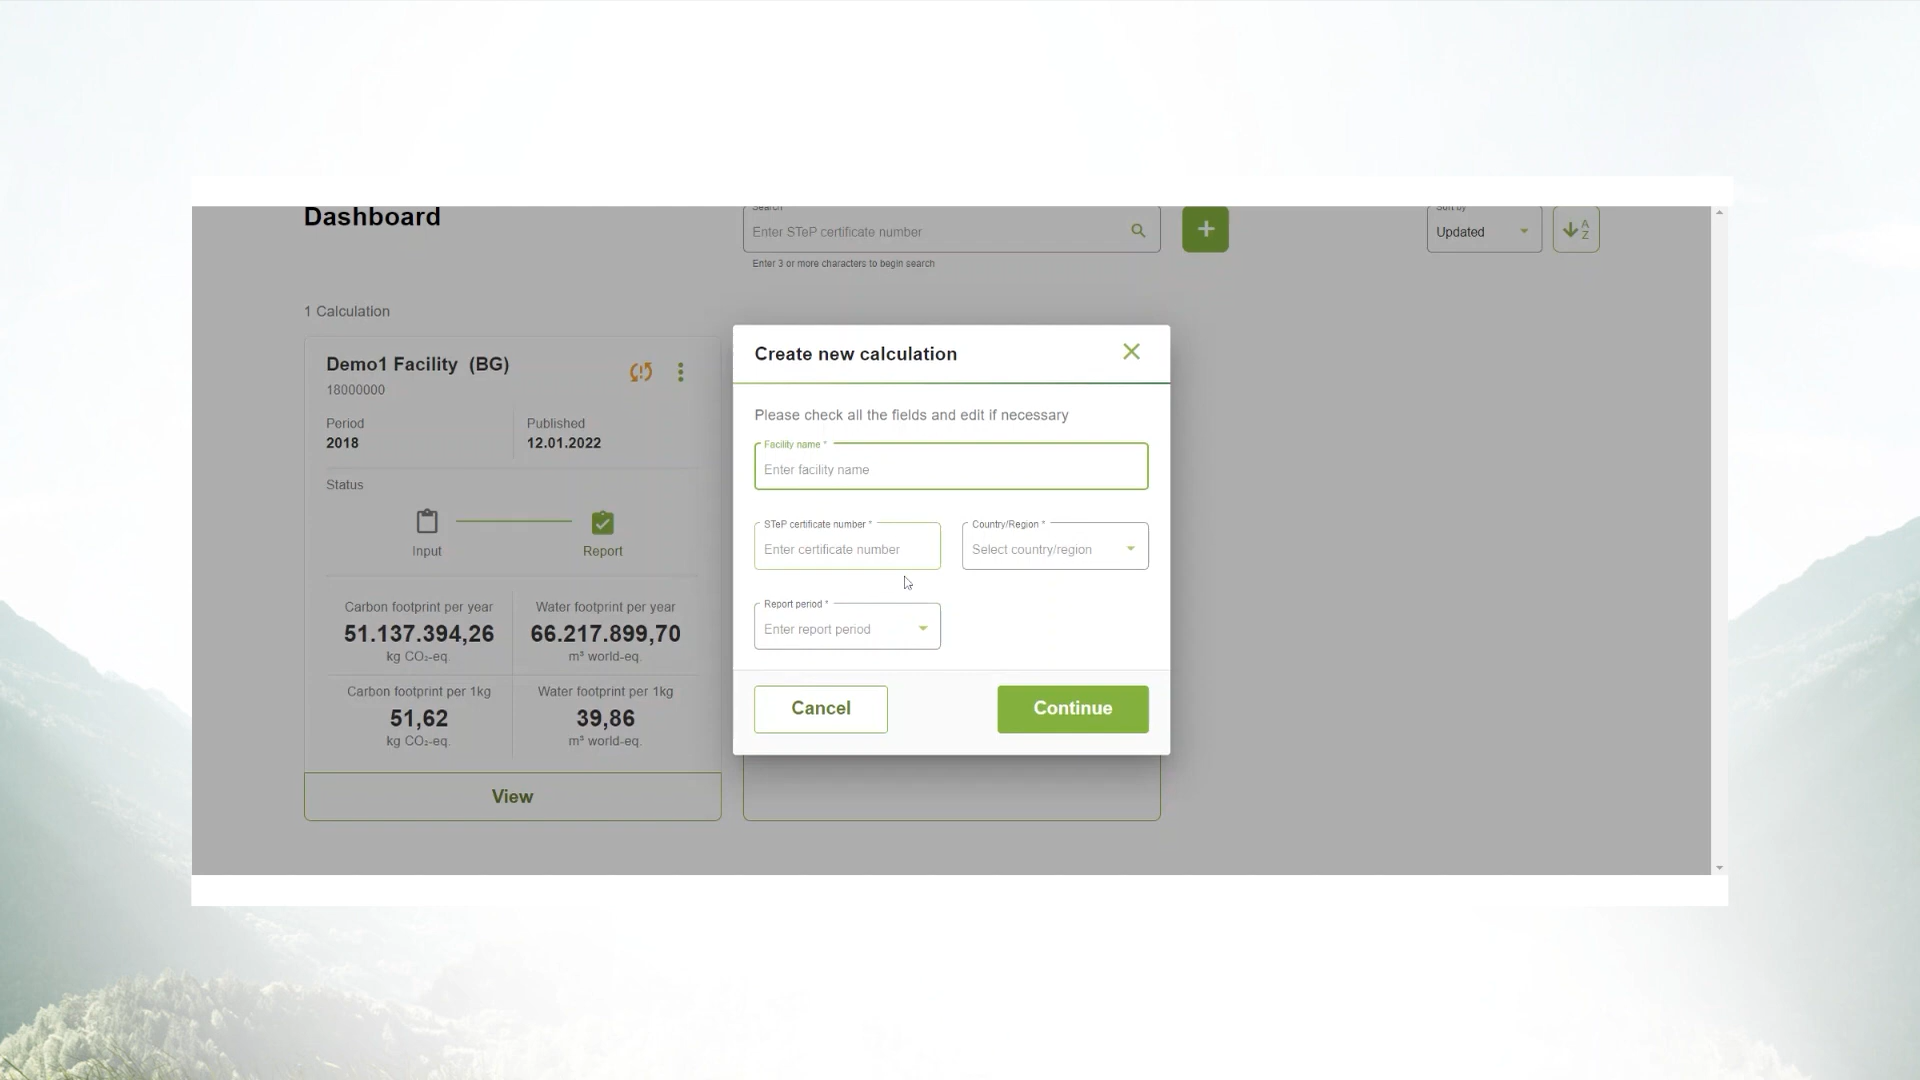 Dashboard
Search
Enter STeP certificate number
Enter 3 or more characters to begin search
+
Sort by
Updated
A
Z
1 Calculation
Demo1 Facility (BG)
18000000
Period
2018
Published
12.01.2022
Status
Input
Report
Carbon footprint per year
51.137.394,26
kg CO₂-eq.
Water footprint per year
66.217.899,70
m³ world-eq.
Carbon footprint per 1kg
51,62
kg CO₂-eq.
Water footprint per 1kg
39,86
m³ world-eq.
View
Create new calculation
Please check all the fields and edit if necessary
Facility name *
Enter facility name
STeP certificate number *
Enter certificate number
Country/Region *
Select country/region
Report period *
Enter report period
Cancel
Continue